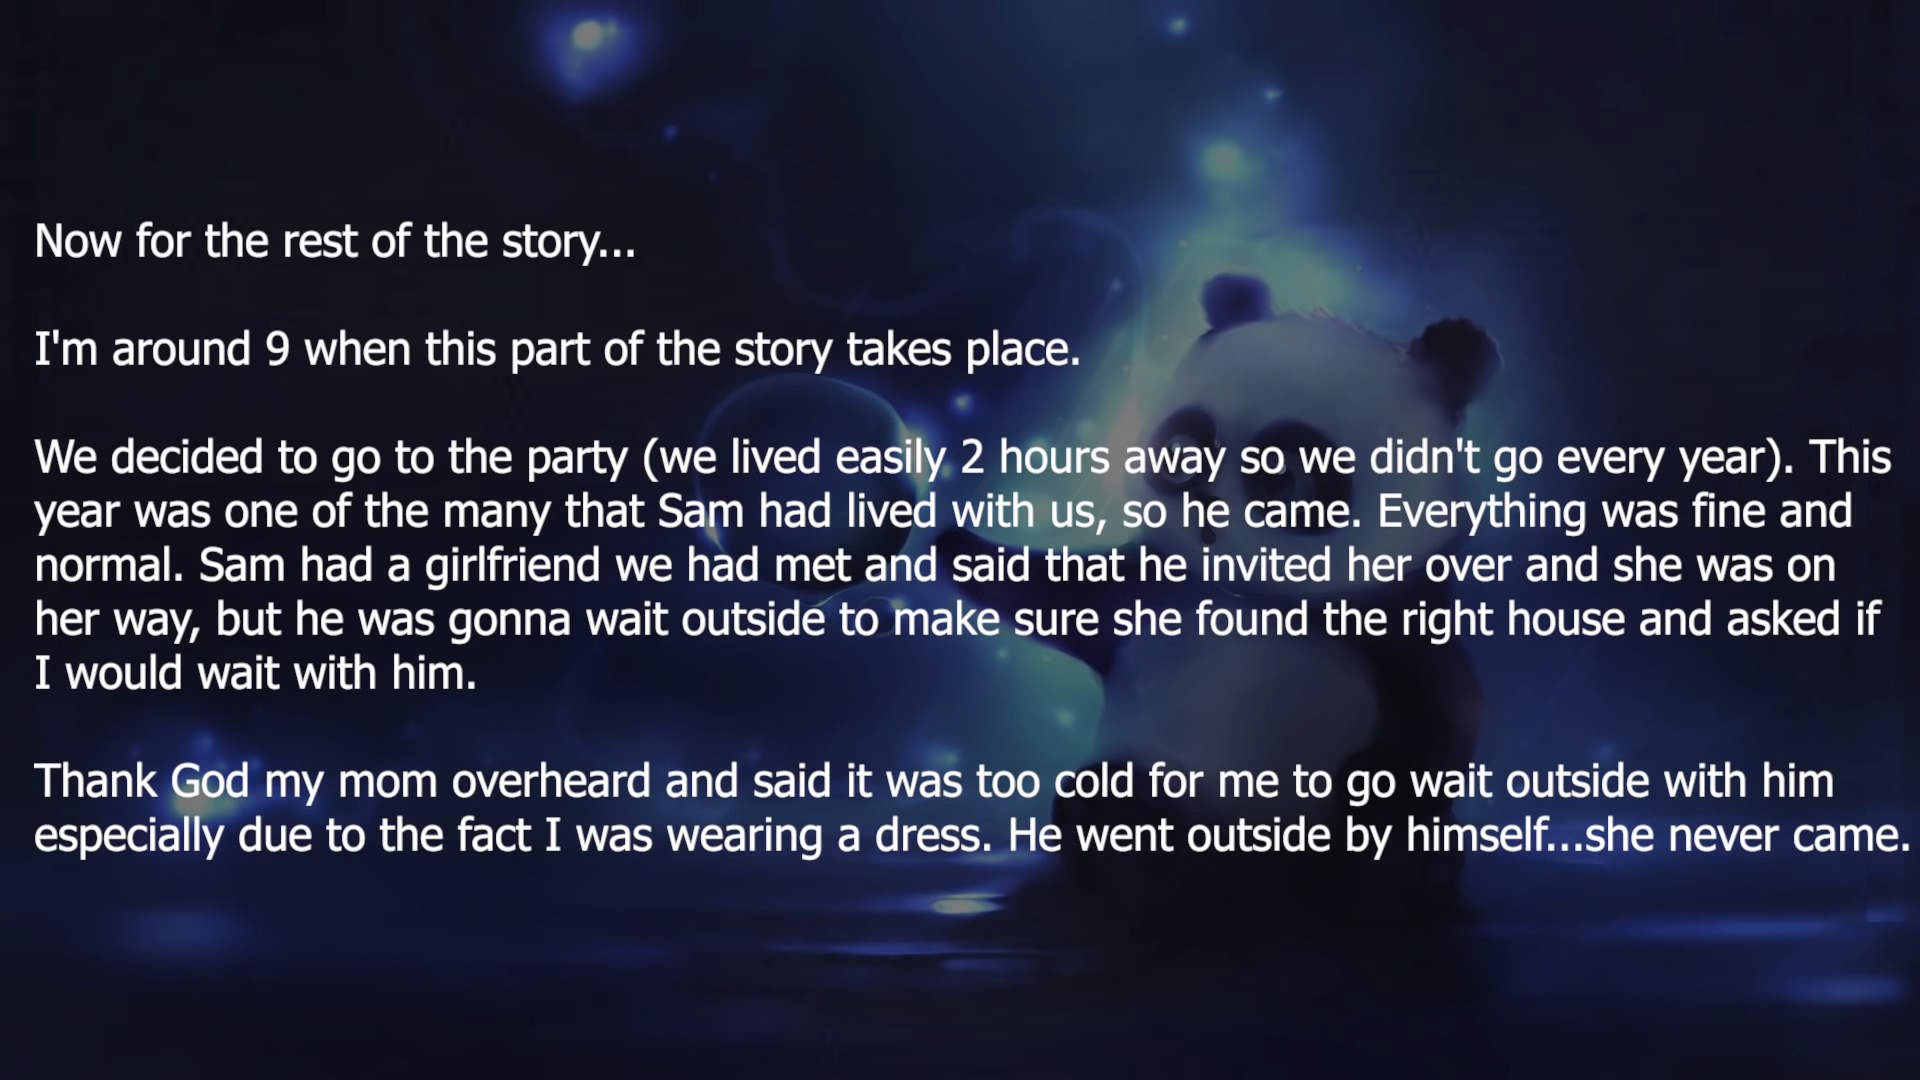 Now for the rest of the story...
I'm around 9 when this part of the story takes place.
We decided to go to the party (we lived easily 2 hours away so we didn't go every year). This
year was one of the many that Sam had lived with us, so he came. Everything was fine and
normal. Sam had a girlfriend we had met and said that he invited her over and she was on
her way, but he was gonna wait outside to make sure she found the right house and asked if
I would wait with him.
Thank God my mom overheard and said it was too cold for me to go wait outside with him
especially due to the fact I was wearing a dress. He went outside by himself...she never came.